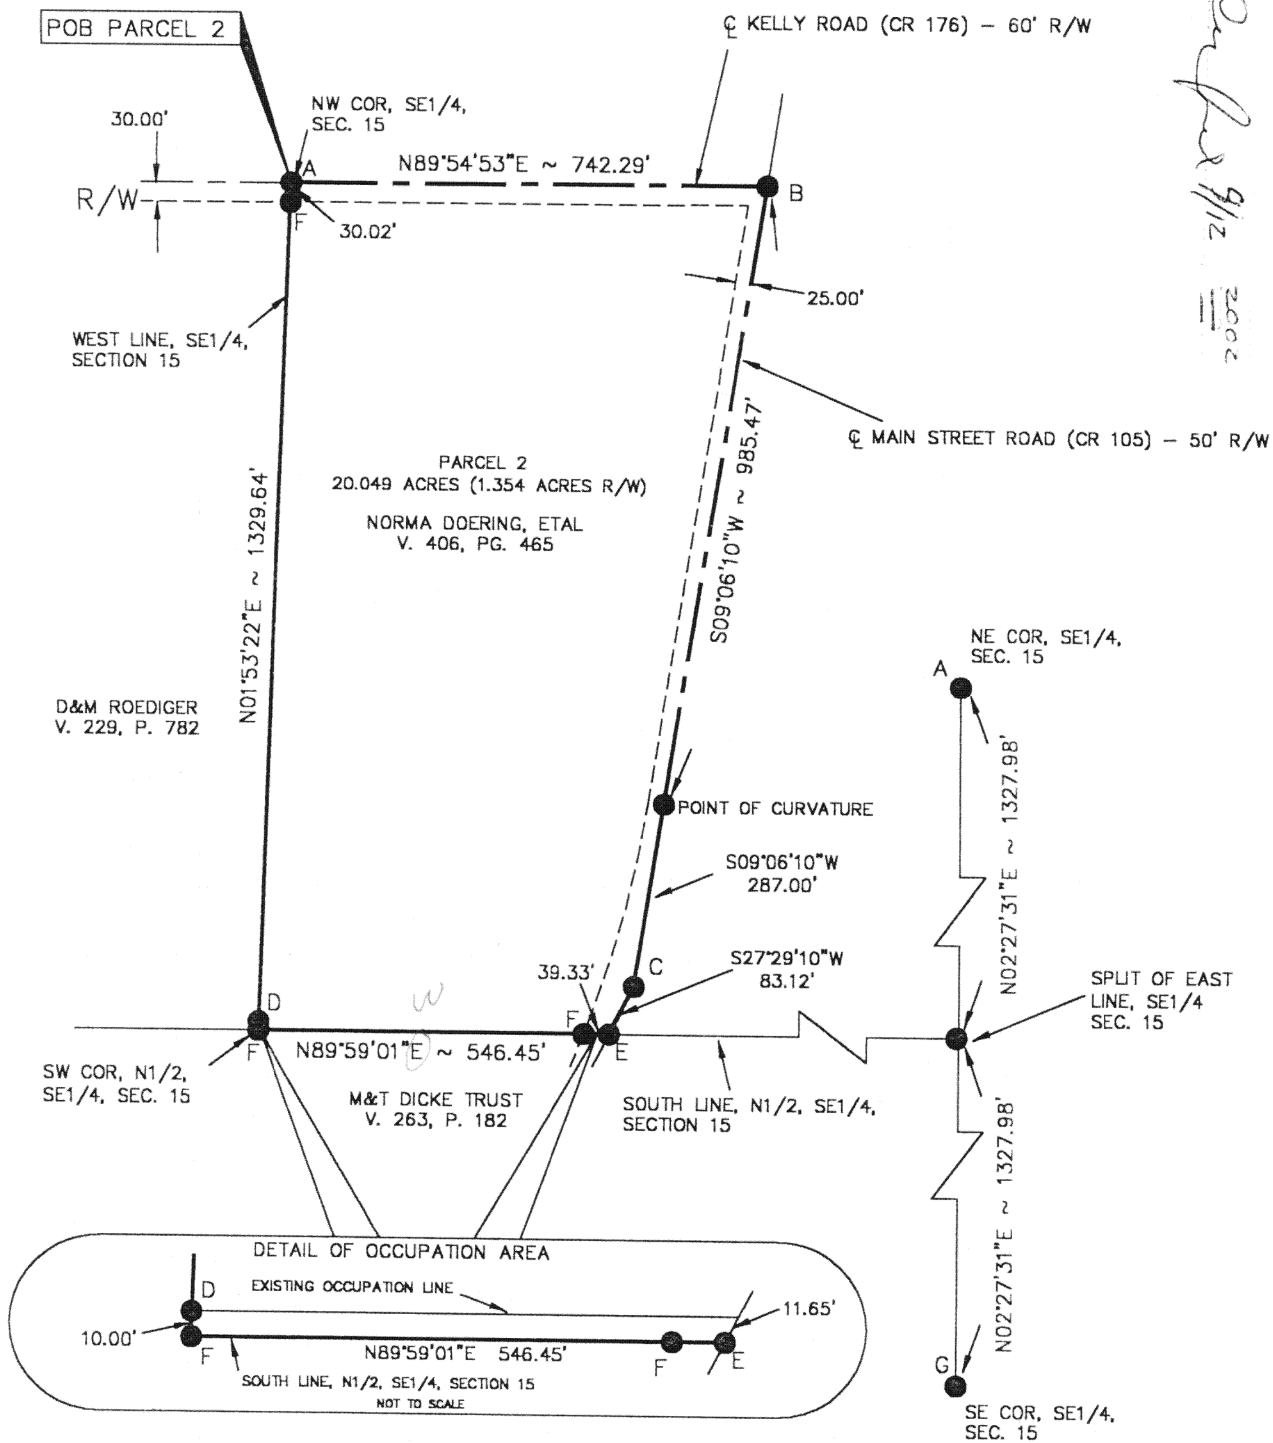 POB PARCEL 2
℄ KELLY ROAD (CR 176) - 60' R/W
NW COR, SE1/4,
SEC. 15
30.00'
A
N89°54'53"E ~ 742.29'
B
R/W
F
30.02'
25.00'
9/12 2002
WEST LINE, SE1/4,
SECTION 15
℄ MAIN STREET ROAD (CR 105) - 50' R/W
PARCEL 2
20.049 ACRES (1.354 ACRES R/W)
NORMA DOERING, ETAL
V. 406, PG. 465
N01°53'22"E ~ 1329.64'
S09°06'10"W ~ 985.47'
NE COR, SE1/4,
SEC. 15
A
D&M ROEDIGER
V. 229, P. 782
N02°27'31"E ~ 1327.98'
POINT OF CURVATURE
S09°06'10"W
287.00'
C
S27°29'10"W
83.12'
39.33'
SPLIT OF EAST
LINE, SE1/4
SEC. 15
D
W
F
F
E
N89°59'01"E ~ 546.45'
SW COR, N1/2,
SE1/4, SEC. 15
M&T DICKE TRUST
V. 263, P. 182
SOUTH LINE, N1/2, SE1/4,
SECTION 15
N02°27'31"E ~ 1327.98'
DETAIL OF OCCUPATION AREA
EXISTING OCCUPATION LINE
D
11.65'
10.00'
F
N89°59'01"E 546.45'
F
E
SOUTH LINE, N1/2, SE1/4, SECTION 15
NOT TO SCALE
G
SE COR, SE1/4,
SEC. 15